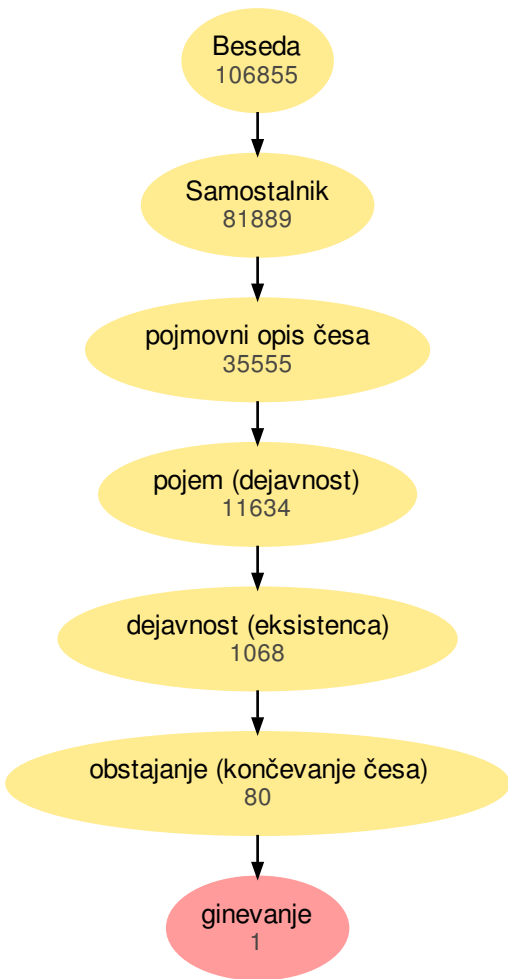 Beseda
106855
Samostalnik
81889
pojmovni opis česa
35555
pojem (dejavnost)
11634
dejavnost (eksistenca)
1068
obstajanje (končevanje česa)
80
ginevanje
1